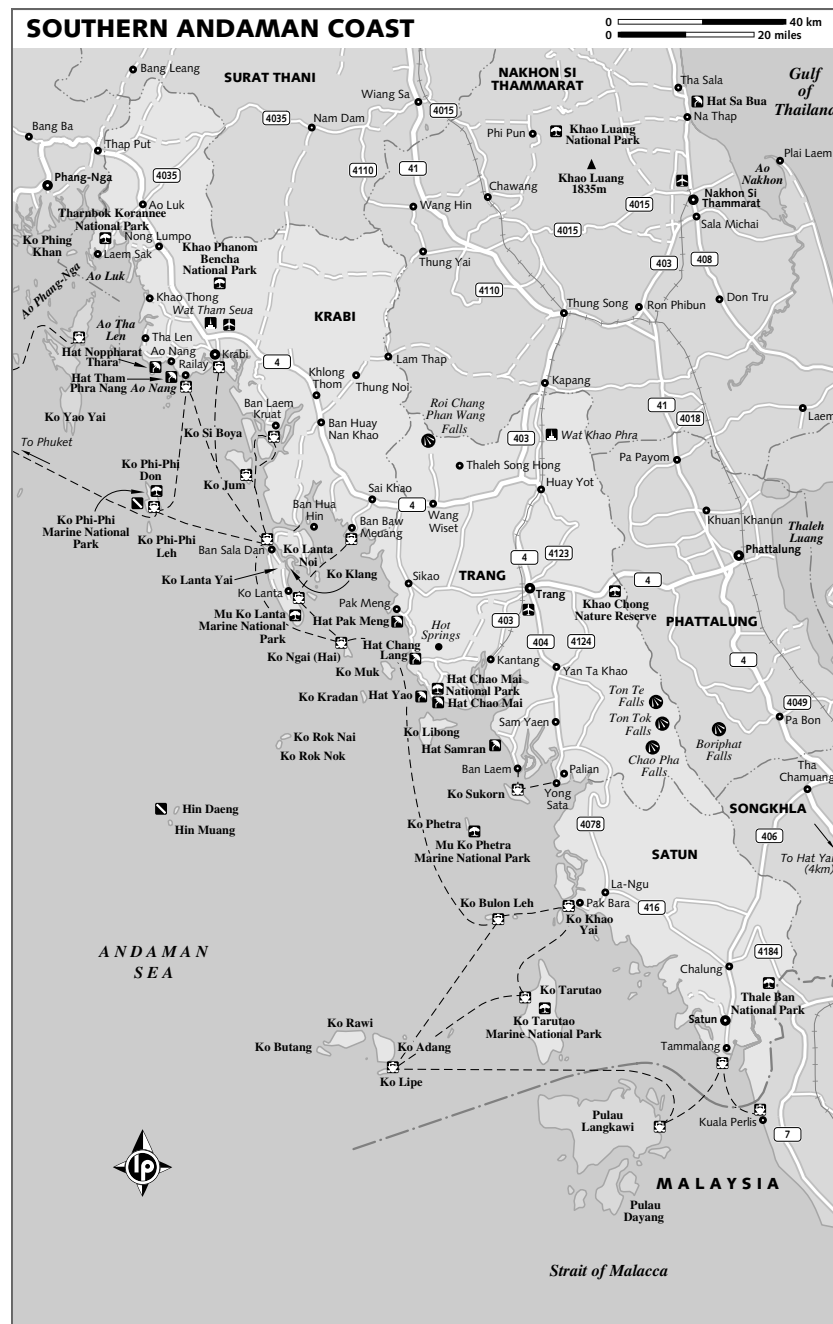 SOUTHERN ANDAMAN COAST
0 40 km
0 20 miles
Bang Leang
SURAT THANI
NAKHON SI
THAMMARAT
Gulf
of
Thailand
Wiang Sa
Tha Sala
4015
Hat Sa Bua
4035
Nam Dam
Na Thap
Bang Ba
Phi Pun
Khao Luang
National Park
Thap Put
Plai Laem
4110
41
Khao Luang
1835m
Ao
Nakhon
Phang-Nga
4035
Chawang
Nakhon Si
Thammarat
Ao Luk
Wang Hin
4015
Tharnbok Korannee
National Park
Sala Michai
4015
Ko Phing
Khan
Nong Lumpo
Khao Phanom
Bencha
National Park
Thung Yai
Laem Sak
403
408
Ao Luk
Ao Phang-Nga
4110
Khao Thong
Wat Tham Seua
Don Tru
Ron Phibun
Thung Song
KRABI
Ao Tha
Len
Tha Len
Hat Noppharat
Thara
Ao Nang
Krabi
4
Lam Thap
Railay
Hat Tham
Phra Nang
Ao Nang
Khlong
Thom
Thung Noi
Kapang
41
Ban Laem
Kruat
Roi Chang
Phan Wang
Falls
4018
Laem
Ko Yao Yai
Ban Huay
Nan Khao
403
Wat Khao Phra
Ko Si Boya
To Phuket
Pa Payom
Ko Phi-Phi
Don
Thaleh Song Hong
Ko Jum
Huay Yot
Sai Khao
Ko Phi-Phi
Marine National
Park
Ban Hua
Hin
4
Wang
Wiset
Khuan Khanun
Thaleh
Luang
Ko Phi-Phi
Leh
Ban Baw
Meuang
Ban Sala Dan
Ko Lanta
Noi
4
4123
Phattalung
Ko Lanta Yai
Ko Klang
Sikao
TRANG
4
Ko Lanta
Trang
Khao Chong
Nature Reserve
Pak Meng
Mu Ko Lanta
Marine National
Park
Hat Pak Meng
403
PHATTALUNG
Hot
Springs
404
4124
Hat Chang
Lang
Ko Ngai (Hai)
Kantang
4
Ko Muk
Yan Ta Khao
Hat Chao Mai
National Park
Ko Kradan
Hat Yao
Hat Chao Mai
Ton Te
Falls
4049
Ton Tok
Falls
Pa Bon
Sam Yaen
Ko Libong
Ko Rok Nai
Hat Samran
Boriphat
Falls
Ko Rok Nok
Chao Pha
Falls
Ban Laem
Palian
Tha
Chamuang
Ko Sukorn
Yong
Sata
Hin Daeng
SONGKHLA
Ko Phetra
4078
406
Hin Muang
Mu Ko Phetra
Marine National Park
SATUN
To Hat Ya
(4km)
La-Ngu
Ko Bulon Leh
Pak Bara
416
Ko Khao
Yai
ANDAMAN
SEA
4184
Chalung
Ko Tarutao
Thale Ban
National Park
Ko Tarutao
Marine National Park
Satun
Ko Rawi
Ko Butang
Ko Adang
Tammalang
Ko Lipe
Pulau
Langkawi
Kuala Perlis
7
lp
MALAYSIA
Pulau
Dayang
Strait of Malacca